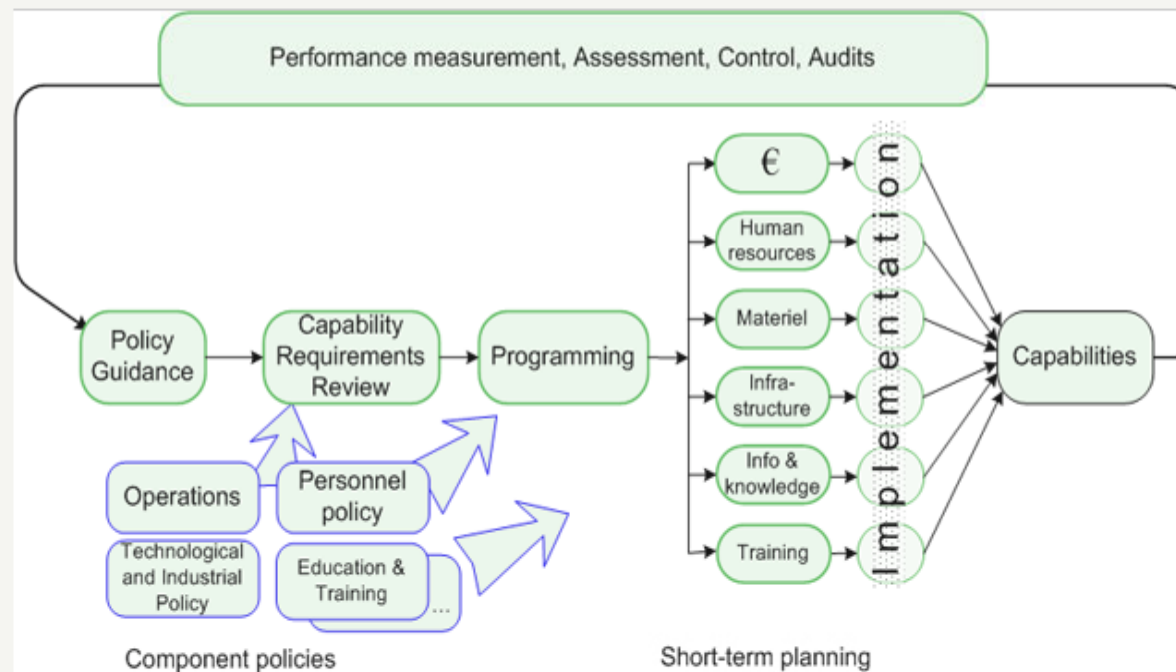 Performance measurement, Assessment, Control, Audits
Policy
Guidance
Capability
Requirements
Review
Programming
€
Human
resources
Materiel
Infra-
structure
Info &
knowledge
Training
Implementation
Capabilities
Operations
Personnel
policy
Technological
and Industrial
Policy
Education &
Training
...
Component policies
Short-term planning